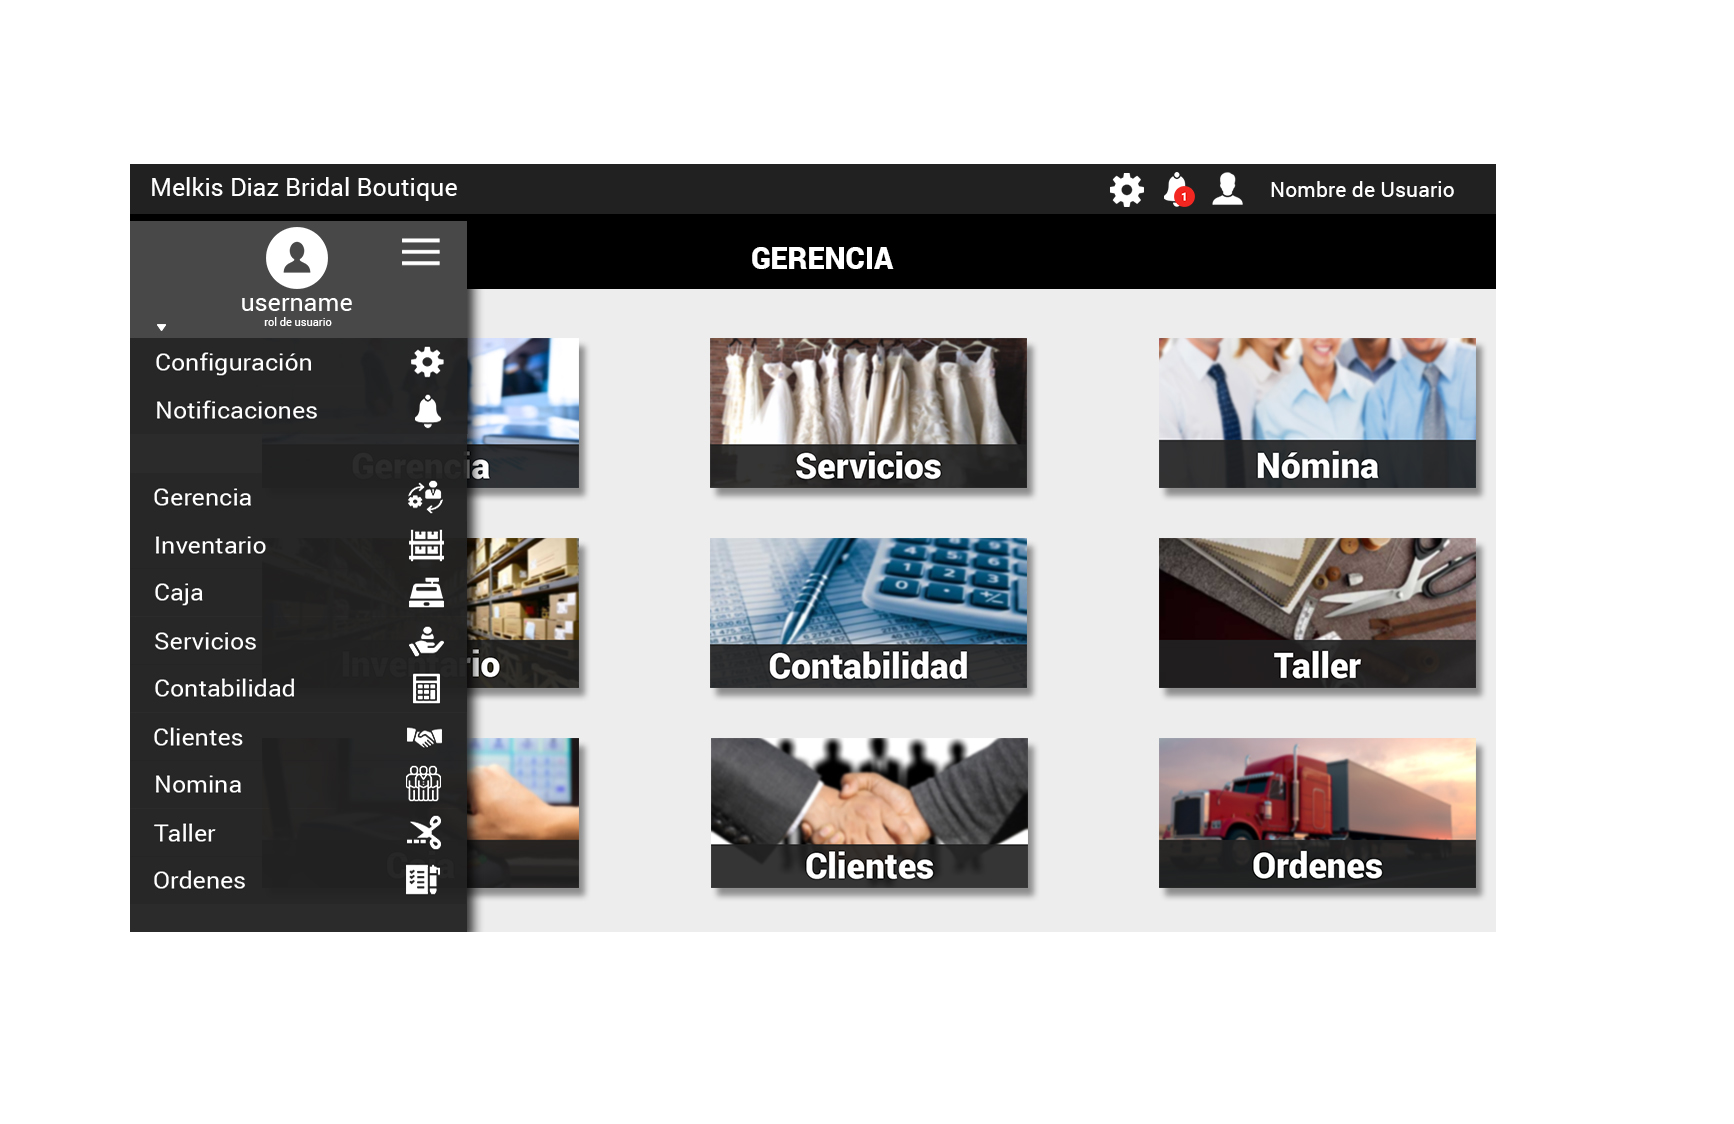 Melkis Diaz Bridal Boutique
1
Nombre de Usuario
GERENCIA
username
rol de usuario
Configuración
Notificaciones
Gerencia
Inventario
Caja
Servicios
Contabilidad
Clientes
Nomina
Taller
Ordenes
Gerencia
Servicios
Nómina
Inventario
Contabilidad
Taller
Clientes
Ordenes